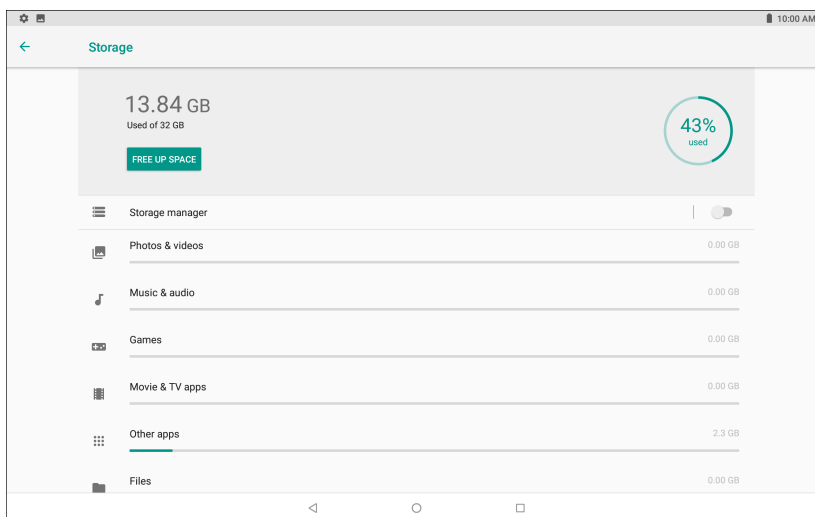 10:00 AM
Storage
13.84 GB
Used of 32 GB
43%
used
FREE UP SPACE
Storage manager
Photos & videos 0.00 GB
Music & audio 0.00 GB
Games 0.00 GB
Movie & TV apps 0.00 GB
Other apps 2.3 GB
Files 0.00 GB